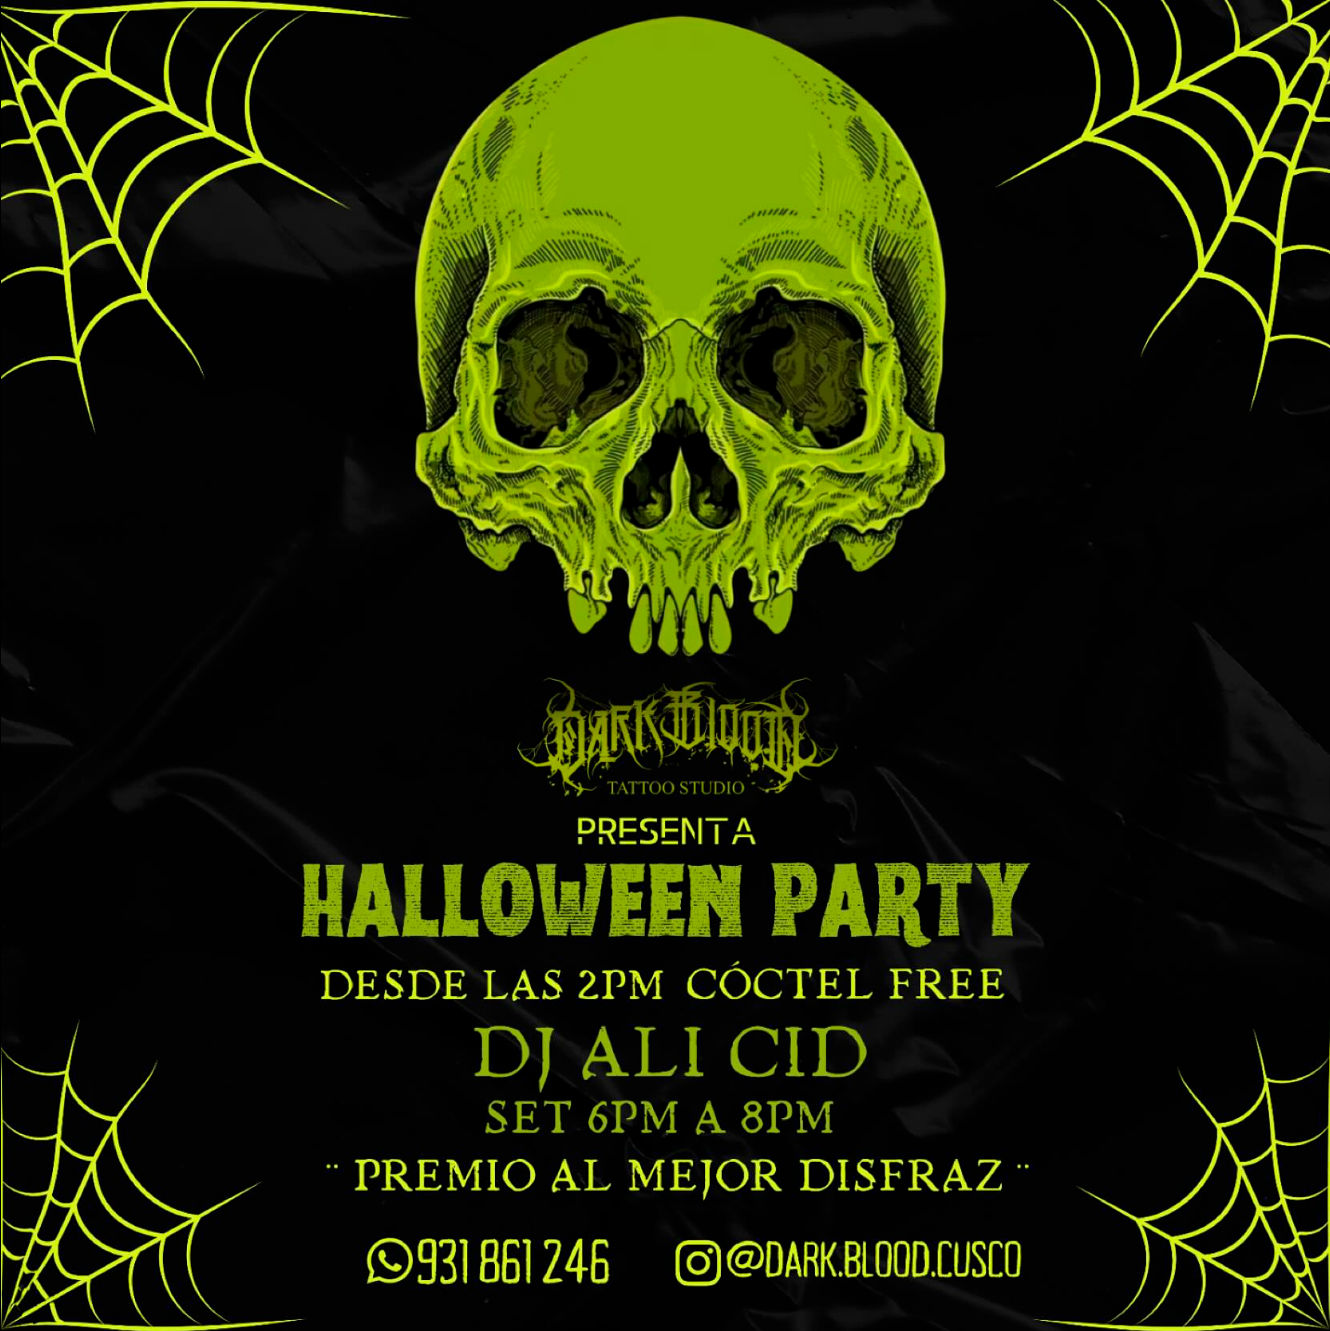 DARK BLOOD
TATTOO STUDIO
PRESENTA
HALLOWEEN PARTY
DESDE LAS 2PM CÓCTEL FREE
DJ ALI CID
SET 6PM A 8PM
¨ PREMIO AL MEJOR DISFRAZ ¨
931 861 246 @DARK.BLOOD.CUSCO